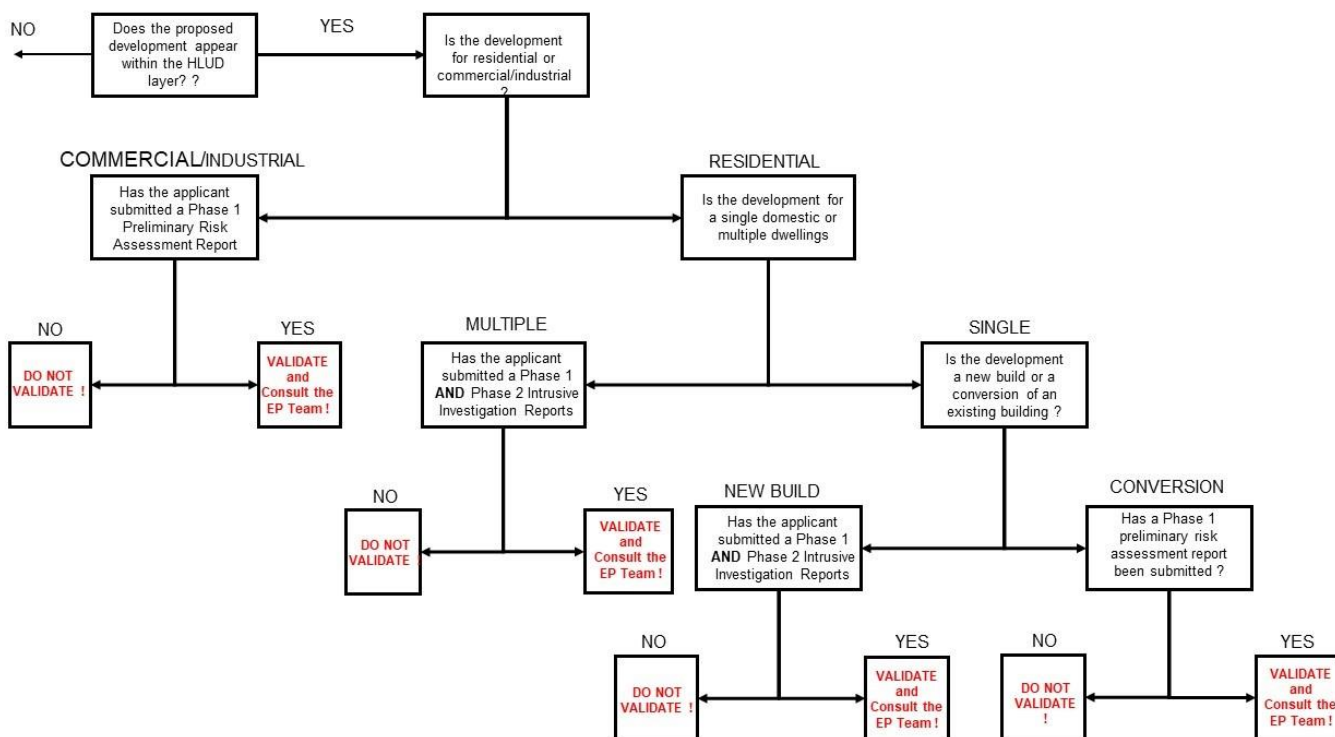 NO
Does the proposed
development appear
within the HLUD
layer? ?
YES
Is the development
for residential or
commercial/industrial
?
COMMERCIAL/INDUSTRIAL
Has the applicant
submitted a Phase 1
Preliminary Risk
Assessment Report
RESIDENTIAL
Is the development for
a single domestic or
multiple dwellings
NO
DO NOT
VALIDATE !
YES
VALIDATE
and
Consult the
EP Team !
MULTIPLE
Has the applicant
submitted a Phase 1
AND Phase 2 Intrusive
Investigation Reports
SINGLE
Is the development
a new build or a
conversion of an
existing building ?
NO
DO NOT
VALIDATE !
YES
VALIDATE
and
Consult the
EP Team !
NEW BUILD
Has the applicant
submitted a Phase 1
AND Phase 2 Intrusive
Investigation Reports
CONVERSION
Has a Phase 1
preliminary risk
assessment report
been submitted ?
NO
DO NOT
VALIDATE !
YES
VALIDATE
and
Consult the
EP Team !
NO
DO NOT
VALIDATE
!
YES
VALIDATE
and
Consult the
EP Team !